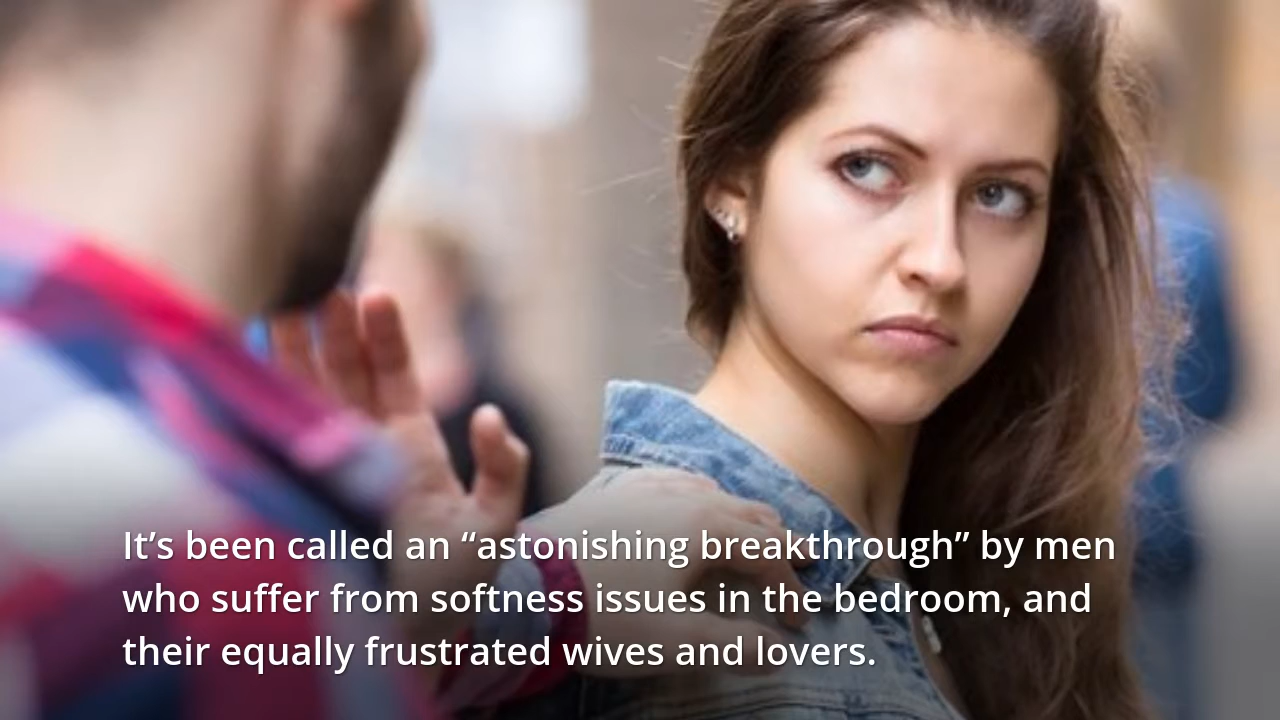 It’s been called an “astonishing breakthrough” by men
who suffer from softness issues in the bedroom, and
their equally frustrated wives and lovers.